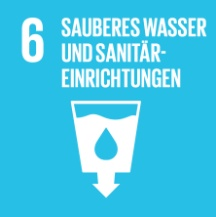 6 SAUBERES WASSER
UND SANITÄR-
EINRICHTUNGEN